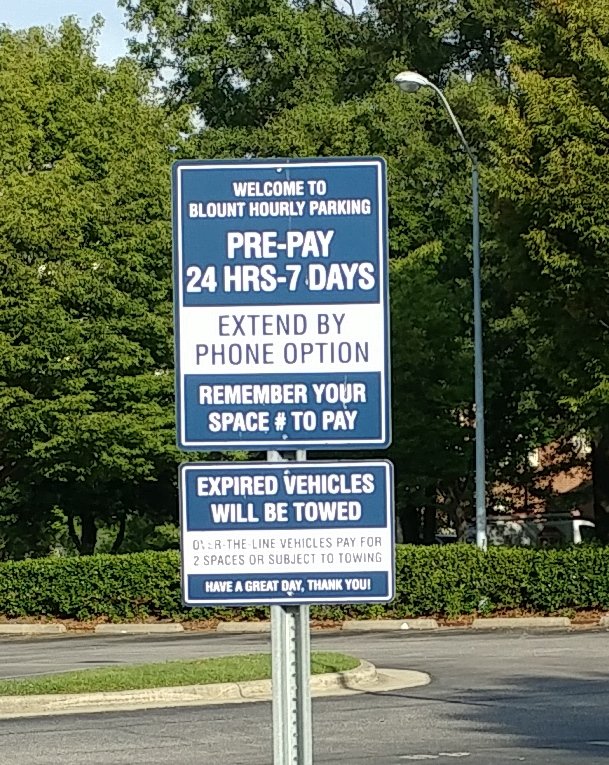 WELCOME TO
BLOUNT HOURLY PARKING
PRE-PAY
24 HRS-7 DAYS
EXTEND BY
PHONE OPTION
REMEMBER YOUR
SPACE # TO PAY
EXPIRED VEHICLES
WILL BE TOWED
OVER-THE-LINE VEHICLES PAY FOR
2 SPACES OR SUBJECT TO TOWING
HAVE A GREAT DAY, THANK YOU!